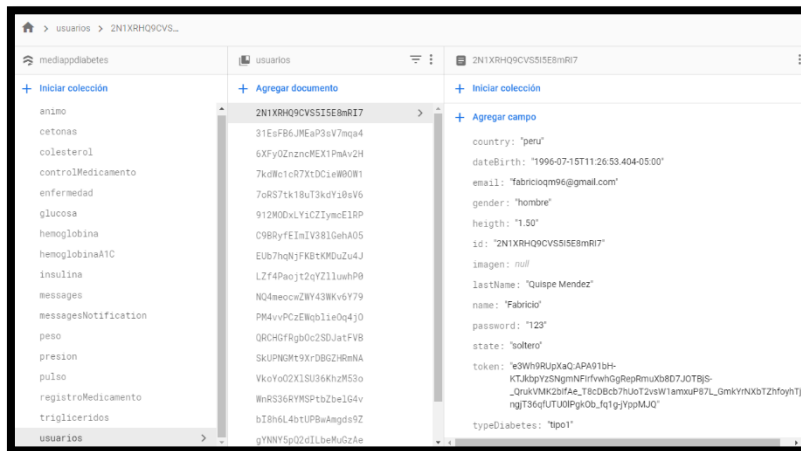 usuarios > 2N1XRHQ9CVS...
mediappdiabetes
Iniciar colección
animo
cetonas
colesterol
controlMedicamento
enfermedad
glucosa
hemoglobina
hemoglobinaA1C
insulina
messages
messagesNotification
peso
presion
pulso
registroMedicamento
trigliceridos
usuarios
usuarios
Agregar documento
2N1XRHQ9CVS5I5E8mRI7
31EsFB6JMEaP3sV7mqa4
6XFyOZnzncMEX1PmAv2H
7kdWc1cR7XtDCieW0OW1
7oRS7tk18uT3kdYi0sV6
912MODxLYiCZIymcElRP
C9BRyfEImIV38lGehAO5
EUb7hqNjFKBtKMDuZu4J
LZf4Paojt2qYZlluwhP0
NQ4meocwZWY43WKv6Y79
PM4vvPCzEWqblieOq4jO
QRCHGfRgbOc2SDJatFVB
SkUPNGMt9XrDBGZHRmNA
VkoYoO2XlSU36KhzM53o
WnRS36RYMSPtbZbelG4v
bI8h6L4btUPBwAmgds9Z
gYNNY5pQ2dILbeMuGzAe
2N1XRHQ9CVS5I5E8mRI7
Iniciar colección
Agregar campo
country: "peru"
dateBirth: "1996-07-15T11:26:53.404-05:00"
email: "fabricioqm96@gmail.com"
gender: "hombre"
heigth: "1.50"
id: "2N1XRHQ9CVS5I5E8mRI7"
imagen: null
lastName: "Quispe Mendez"
name: "Fabricio"
password: "123"
state: "soltero"
token: "e3Wh9RUpXaQ:APA91bH-
KTJkbpYzSNgmNFIrfvwhGgRepRmuXb8D7JOTBjS-
_QrukVMK2bifAe_T8cDBcb7hUoT2vsW1amxuP87L_GmkYrNXbTZhfoyhTj
ngjT36qfUTU0lPgkOb_fq1g-jYppMJQ"
typeDiabetes: "tipo1"